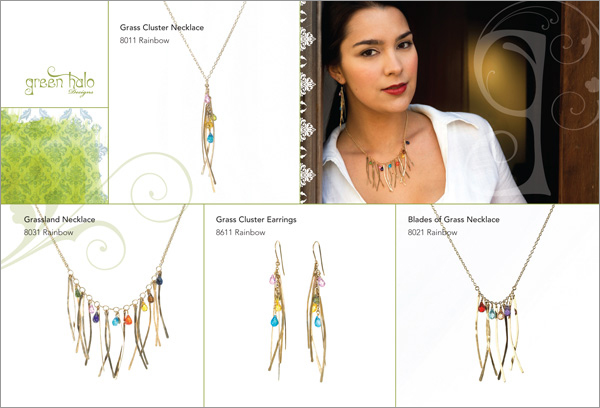 Grass Cluster Necklace
8011 Rainbow
green halo
Designs
Grassland Necklace
8031 Rainbow
Grass Cluster Earrings
8611 Rainbow
Blades of Grass Necklace
8021 Rainbow